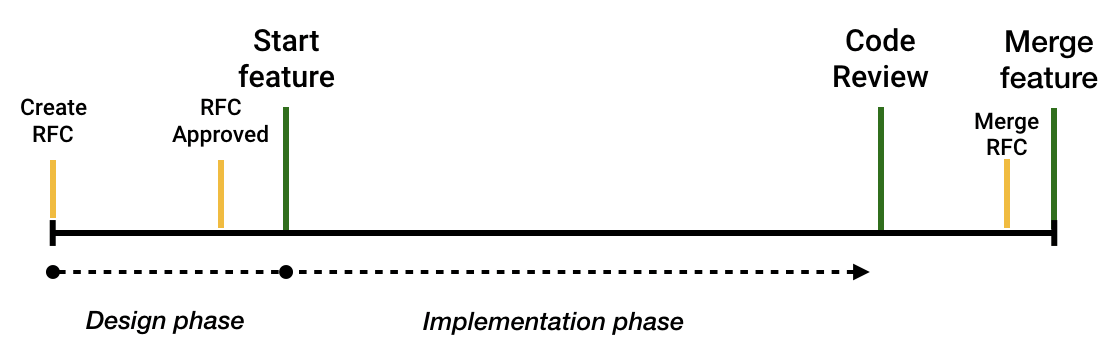 Create
RFC
RFC
Approved
Start
feature
Code
Review
Merge
RFC
Merge
feature
Design phase
Implementation phase